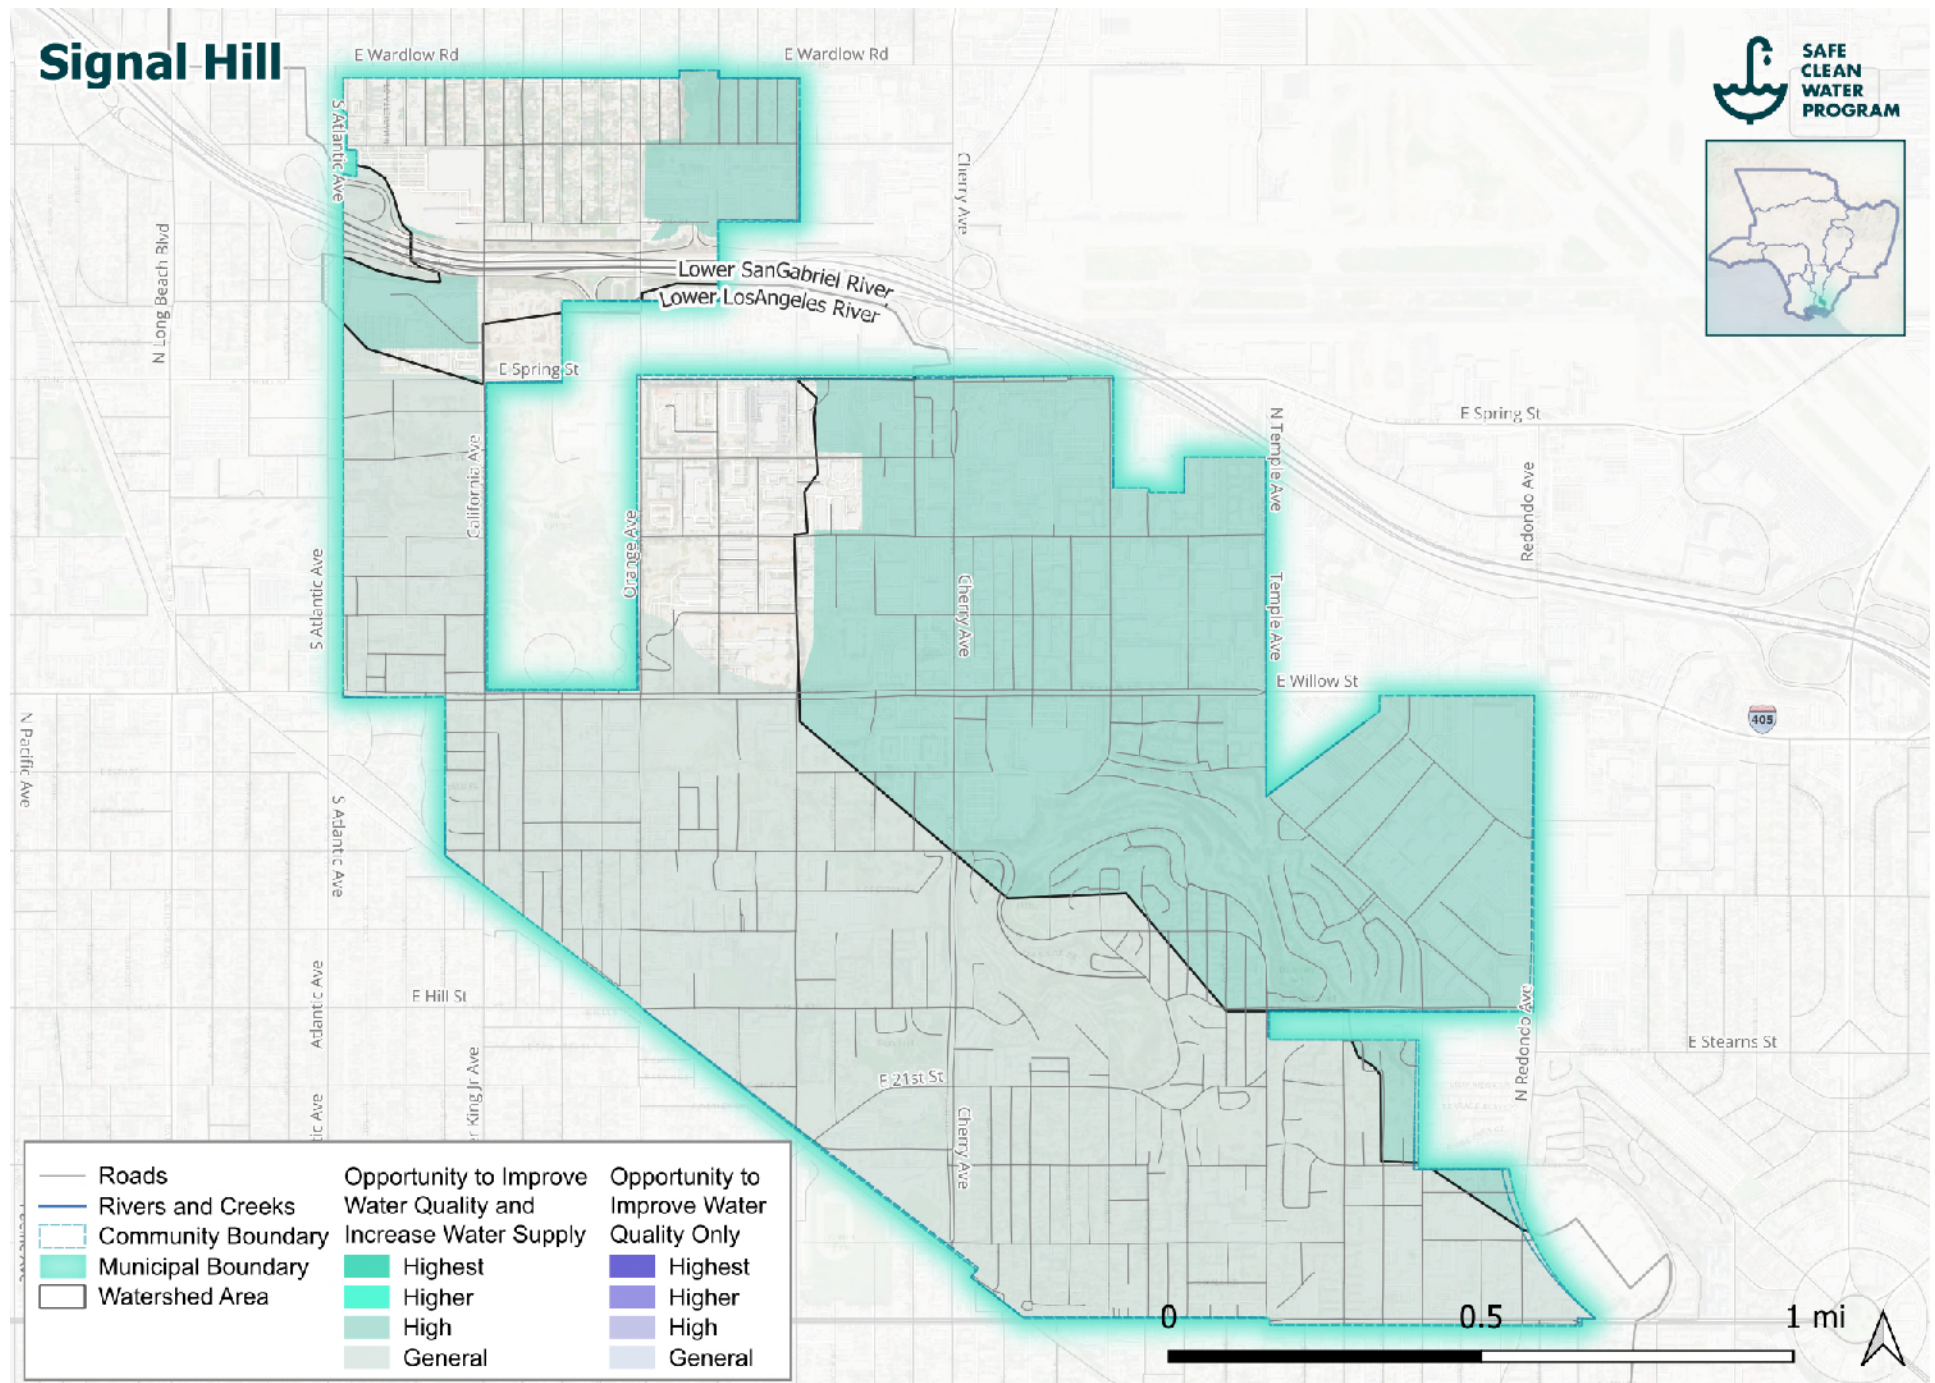 Signal Hill
E Wardlow Rd
E Wardlow Rd
SAFE
CLEAN
WATER
PROGRAM
S Atlantic Ave
Cherry Ave
N Long Beach Blvd
Lower SanGabriel River
Lower LosAngeles River
E Spring St
E Spring St
N Temple Ave
California Ave
Orange Ave
Redondo Ave
S Atlantic Ave
Cherry Ave
Temple Ave
E Willow St
405
N Pacific Ave
S Atlantic Ave
Atlantic Ave
E Hill St
N Redondo Ave
E Stearns St
E 21st St
King Jr Ave
tic Ave
Cherry Ave
Roads
Rivers and Creeks
Community Boundary
Municipal Boundary
Watershed Area
Opportunity to Improve
Water Quality and
Increase Water Supply
Highest
Higher
High
General
Opportunity to
Improve Water
Quality Only
Highest
Higher
High
General
0 0.5 1 mi